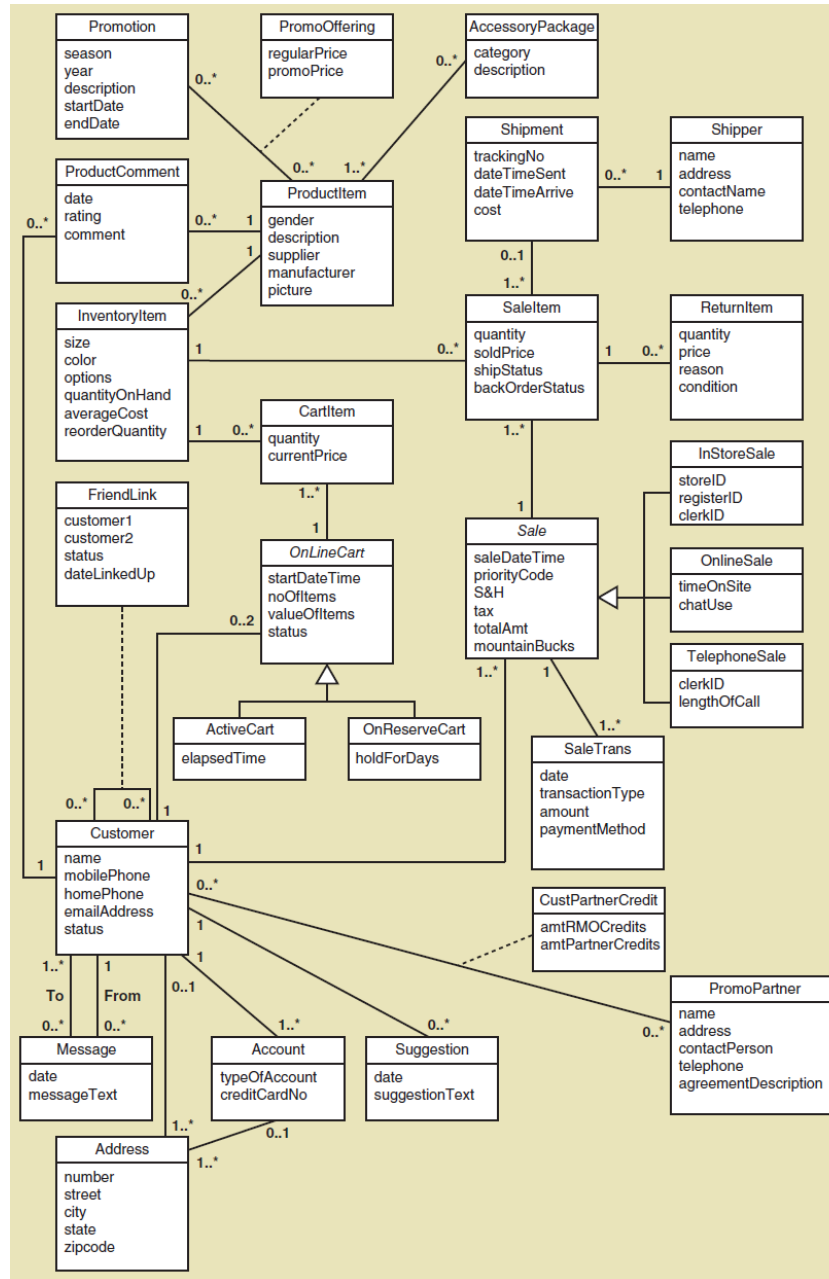 Promotion
season
year
description
startDate
endDate
PromoOffering
regularPrice
promoPrice
AccessoryPackage
category
description
0..*
0..*
0..*
1..*
Shipment
trackingNo
dateTimeSent
dateTimeArrive
cost
0..*
1
Shipper
name
address
contactName
telephone
ProductComment
date
rating
comment
0..*
0..*
1
1
0..*
ProductItem
gender
description
supplier
manufacturer
picture
0..1
1..*
InventoryItem
size
color
options
quantityOnHand
averageCost
reorderQuantity
1
0..*
SaleItem
quantity
soldPrice
shipStatus
backOrderStatus
1
0..*
ReturnItem
quantity
price
reason
condition
1
0..*
CartItem
quantity
currentPrice
1..*
1
1..*
1
InStoreSale
storeID
registerID
clerkID
FriendLink
customer1
customer2
status
dateLinkedUp
OnLineCart
startDateTime
noOfItems
valueOfItems
status
0..2
Sale
saleDateTime
priorityCode
S&H
tax
totalAmt
mountainBucks
OnlineSale
timeOnSite
chatUse
TelephoneSale
clerkID
lengthOfCall
1..*
1
1..*
ActiveCart
elapsedTime
OnReserveCart
holdForDays
SaleTrans
date
transactionType
amount
paymentMethod
0..*
0..*
1
1
Customer
name
mobilePhone
homePhone
emailAddress
status
1
0..*
1
1
0..1
CustPartnerCredit
amtRMOCredits
amtPartnerCredits
1..*
1
To
From
0..*
0..*
1..*
0..*
0..*
PromoPartner
name
address
contactPerson
telephone
agreementDescription
Message
date
messageText
Account
typeOfAccount
creditCardNo
Suggestion
date
suggestionText
1..*
0..1
1..*
Address
number
street
city
state
zipcode